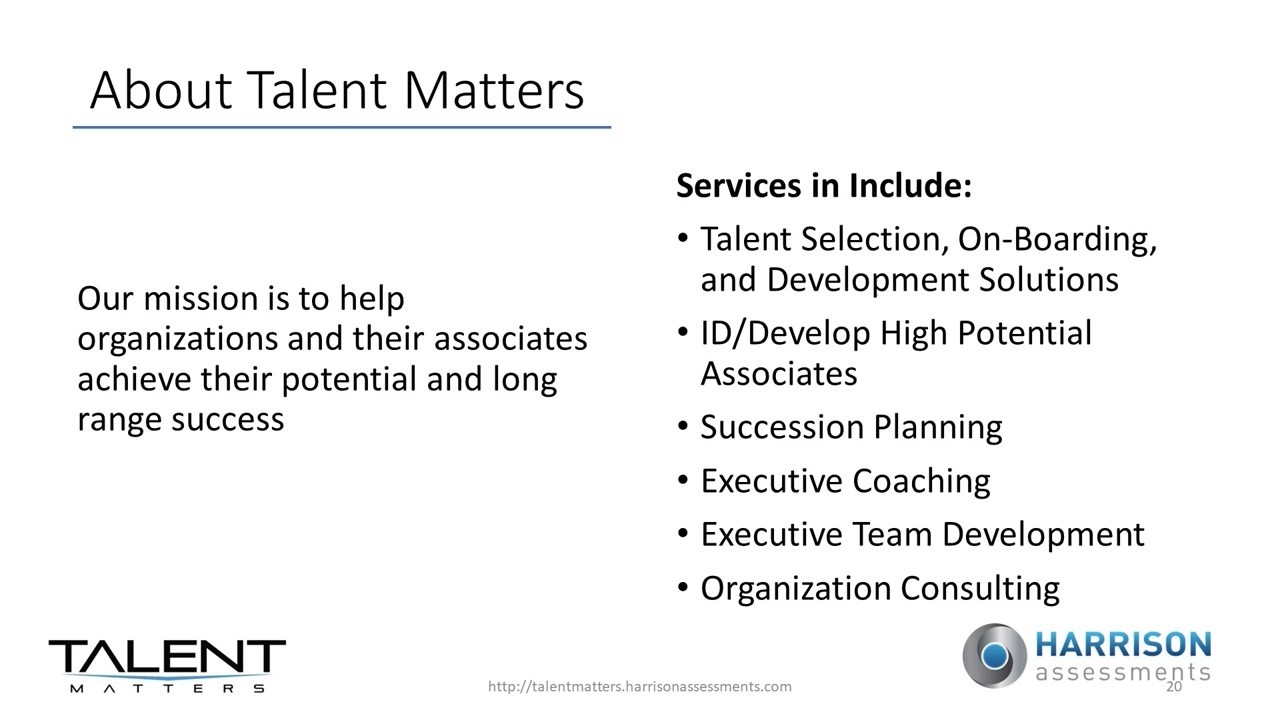 About Talent Matters
Our mission is to help
organizations and their associates
achieve their potential and long
range success
Services in Include:
• Talent Selection, On-Boarding,
and Development Solutions
• ID/Develop High Potential
Associates
• Succession Planning
• Executive Coaching
• Executive Team Development
• Organization Consulting
TALENT
MATTERS
http://talentmatters.harrisonassessments.com
HARRISON
assessments
20